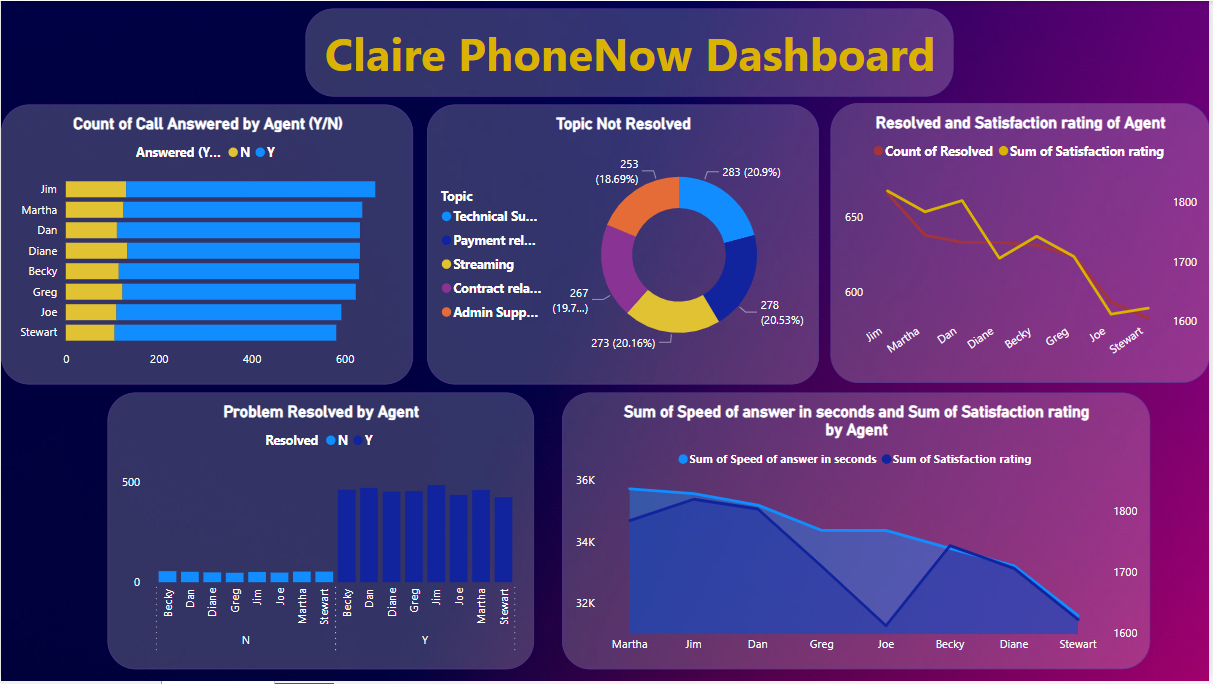 Claire PhoneNow Dashboard
Count of Call Answered by Agent (Y/N)
Answered (Y... N Y
Jim
Martha
Dan
Diane
Becky
Greg
Joe
Stewart
0 200 400 600
Topic Not Resolved
Topic
Technical Su...
Payment rel...
Streaming
Contract rela...
Admin Supp...
253
(18.69%)
283 (20.9%)
267
(19.7...)
278
(20.53%)
273 (20.16%)
Resolved and Satisfaction rating of Agent
Count of Resolved Sum of Satisfaction rating
650
600
1800
1700
1600
Jim Martha Dan Diane Becky Greg Joe Stewart
Problem Resolved by Agent
Resolved N Y
500
0
Becky Dan Diane Greg Jim Joe Martha Stewart Becky Dan Diane Greg Jim Joe Martha Stewart
N Y
Sum of Speed of answer in seconds and Sum of Satisfaction rating
by Agent
Sum of Speed of answer in seconds Sum of Satisfaction rating
36K
34K
32K
1800
1700
1600
Martha Jim Dan Greg Joe Becky Diane Stewart